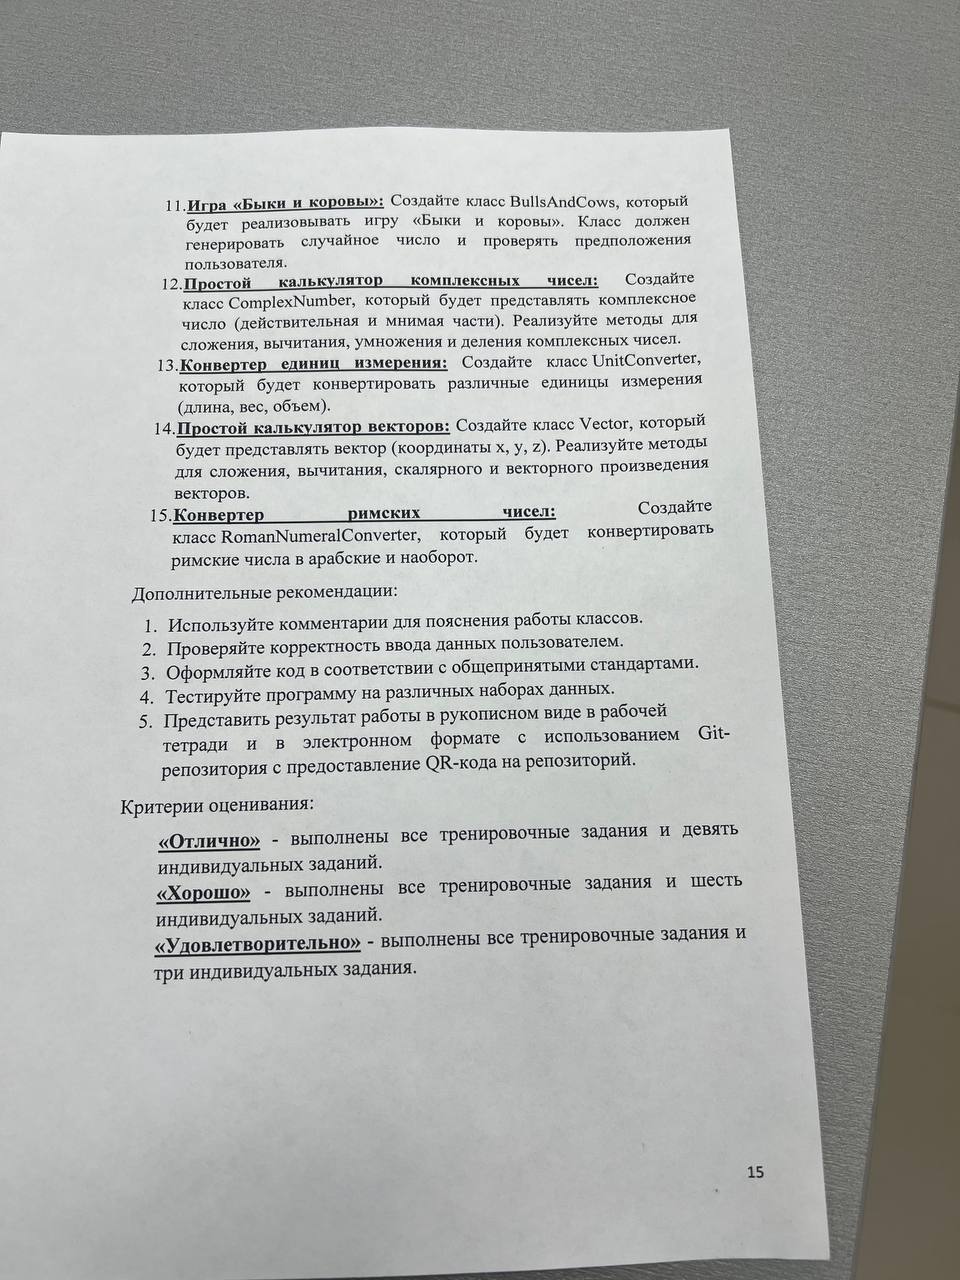 11.Игра «Быки и коровы»: Создайте класс BullsAndCows, который
будет реализовывать игру «Быки и коровы». Класс должен
генерировать случайное число и проверять предположения
пользователя.
12.Простой калькулятор комплексных чисел: Создайте
класс ComplexNumber, который будет представлять комплексное
число (действительная и мнимая части). Реализуйте методы для
сложения, вычитания, умножения и деления комплексных чисел.
13.Конвертер единиц измерения: Создайте класс UnitConverter,
который будет конвертировать различные единицы измерения
(длина, вес, объем).
14.Простой калькулятор векторов: Создайте класс Vector, который
будет представлять вектор (координаты x, y, z). Реализуйте методы
для сложения, вычитания, скалярного и векторного произведения
векторов.
15.Конвертер римских чисел: Создайте
класс RomanNumeralConverter, который будет конвертировать
римские числа в арабские и наоборот.
Дополнительные рекомендации:
1. Используйте комментарии для пояснения работы классов.
2. Проверяйте корректность ввода данных пользователем.
3. Оформляйте код в соответствии с общепринятыми стандартами.
4. Тестируйте программу на различных наборах данных.
5. Представить результат работы в рукописном виде в рабочей
тетради и в электронном формате с использованием Git-
репозитория с предоставление QR-кода на репозиторий.
Критерии оценивания:
«Отлично» - выполнены все тренировочные задания и девять
индивидуальных заданий.
«Хорошо» - выполнены все тренировочные задания и шесть
индивидуальных заданий.
«Удовлетворительно» - выполнены все тренировочные задания и
три индивидуальных задания.
15